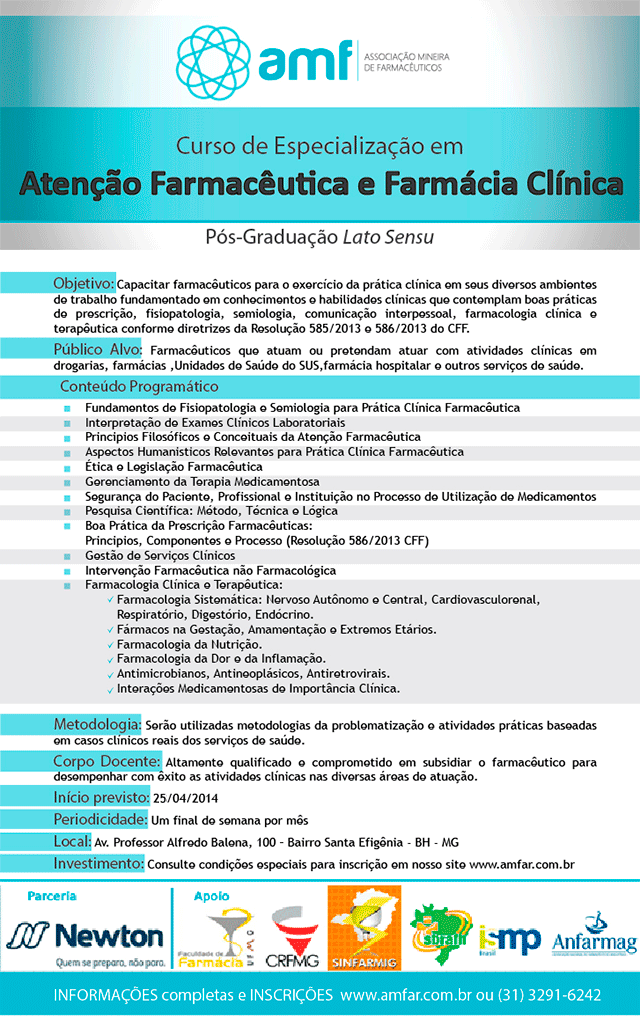 amf
ASSOCIAÇÃO MINEIRA
DE FARMACÊUTICOS
Curso de Especialização em
Atenção Farmacêutica e Farmácia Clínica
Pós-Graduação Lato Sensu
Objetivo: Capacitar farmacêuticos para o exercício da prática clínica em seus diversos ambientes
de trabalho fundamentado em conhecimentos e habilidades clínicas que contemplam boas práticas
de prescrição, fisiopatologia, semiologia, comunicação interpessoal, farmacologia clínica e
terapêutica conforme diretrizes da Resolução 585/2013 e 586/2013 do CFF.
Público Alvo: Farmacêuticos que atuam ou pretendam atuar com atividades clínicas em
drogarias, farmácias ,Unidades de Saúde do SUS,farmácia hospitalar e outros serviços de saúde.
Conteúdo Programático
Fundamentos de Fisiopatologia e Semiologia para Prática Clínica Farmacêutica
Interpretação de Exames Clínicos Laboratoriais
Principios Filosóficos e Conceituais da Atenção Farmacêutica
Aspectos Humanisticos Relevantes para Prática Clínica Farmacêutica
Ética e Legislação Farmacêutica
Gerenciamento da Terapia Medicamentosa
Segurança do Paciente, Profissional e Instituição no Processo de Utilização de Medicamentos
Pesquisa Científica: Método, Técnica e Lógica
Boa Prática da Prescrição Farmacêuticas:
Principios, Componentes e Processo (Resolução 586/2013 CFF)
Gestão de Serviços Clínicos
Intervenção Farmacêutica não Farmacológica
Farmacologia Clínica e Terapêutica:
Farmacologia Sistemática: Nervoso Autônomo e Central, Cardiovasculorenal,
Respiratório, Digestório, Endócrino.
Fármacos na Gestação, Amamentação e Extremos Etários.
Farmacologia da Nutrição.
Farmacologia da Dor e da Inflamação.
Antimicrobianos, Antineoplásicos, Antiretrovirais.
Interações Medicamentosas de Importância Clínica.
Metodologia: Serão utilizadas metodologias da problematização e atividades práticas baseadas
em casos clínicos reais dos serviços de saúde.
Corpo Docente: Altamente qualificado e comprometido em subsidiar o farmacêutico para
desempenhar com êxito as atividades clínicas nas diversas áreas de atuação.
Início previsto: 25/04/2014
Periodicidade: Um final de semana por mês
Local: Av. Professor Alfredo Balena, 100 – Bairro Santa Efigênia - BH - MG
Investimento: Consulte condições especiais para inscrição em nosso site www.amfar.com.br
Parceria
Apoio
Newton
Quem se prepara, não para.
Faculdade de
Farmácia
UFMG
CRFMG
SINFARMIG
Sbrafh
ismp
Brasil
Anfarmag
INFORMAÇÕES completas e INSCRIÇÕES www.amfar.com.br ou (31) 3291-6242